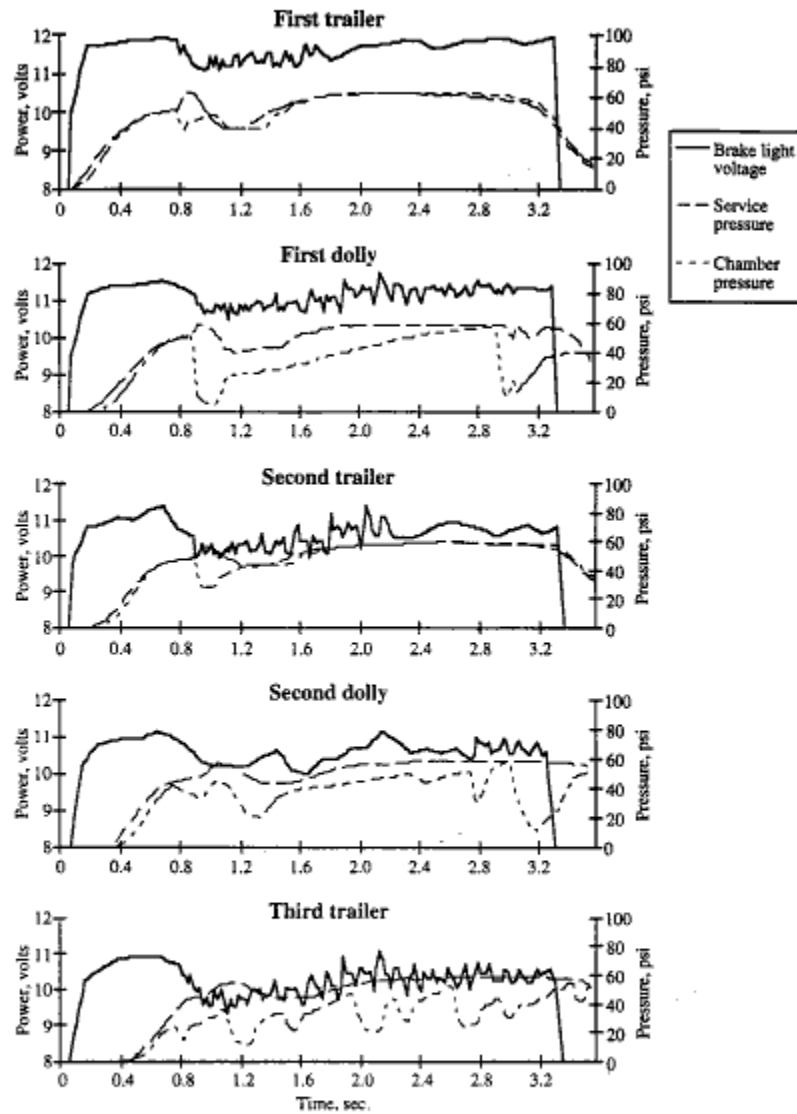 First trailer
12
11
10
9
8
Power, volts
100
80
60
40
20
0
Pressure, psi
0 0.4 0.8 1.2 1.6 2.0 2.4 2.8 3.2
Brake light
voltage
Service
pressure
Chamber
pressure
First dolly
12
11
10
9
8
Power, volts
100
80
60
40
20
0
Pressure, psi
0 0.4 0.8 1.2 1.6 2.0 2.4 2.8 3.2
Second trailer
12
11
10
9
8
Power, volts
100
80
60
40
20
0
Pressure, psi
0 0.4 0.8 1.2 1.6 2.0 2.4 2.8 3.2
Second dolly
12
11
10
9
8
Power, volts
100
80
60
40
20
0
Pressure, psi
0 0.4 0.8 1.2 1.6 2.0 2.4 2.8 3.2
Third trailer
12
11
10
9
8
Power, volts
100
80
60
40
20
0
Pressure, psi
0 0.4 0.8 1.2 1.6 2.0 2.4 2.8 3.2
Time, sec.